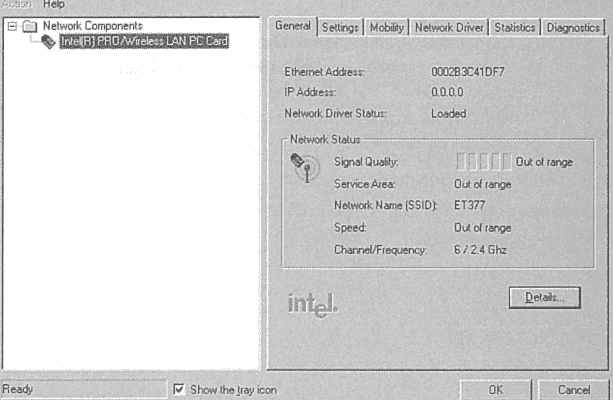 Action Help
Network Components
Intel(R) PRO/Wireless LAN PC Card
General Settings Mobility Network Driver Statistics Diagnostics
Ethernet Address: 0002B3C41DF7
IP Address: 0.0.0.0
Network Driver Status: Loaded
Network Status
Signal Quality: Out of range
Service Area: Out of range
Network Name (SSID): ET377
Speed: Out of range
Channel/Frequency: 6 / 2.4 Ghz
intel.
Details...
Ready
Show the tray icon
OK Cancel